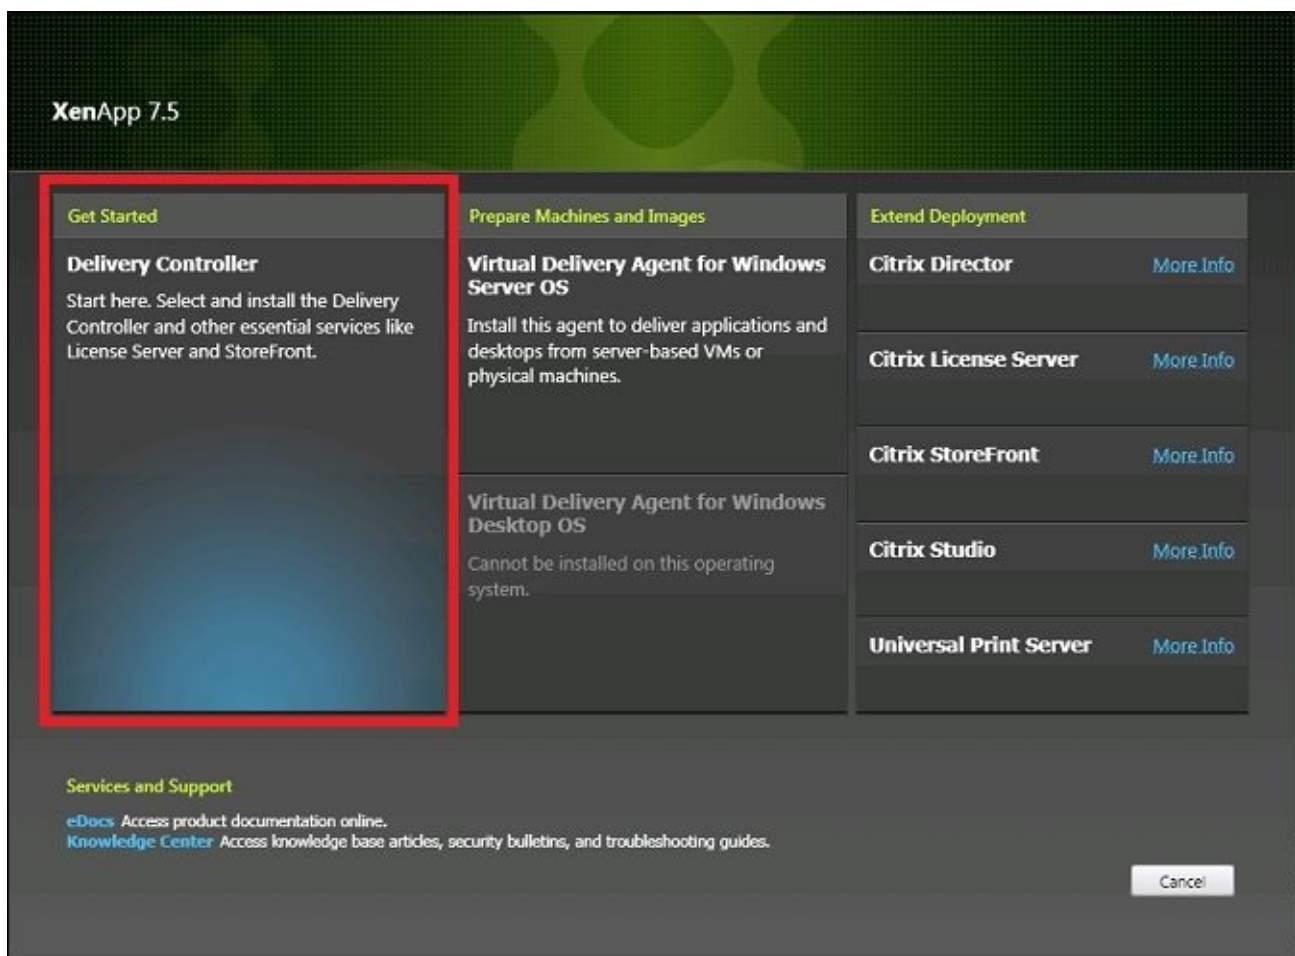 XenApp 7.5
Get Started
Delivery Controller
Start here. Select and install the Delivery
Controller and other essential services like
License Server and StoreFront.
Prepare Machines and Images
Virtual Delivery Agent for Windows
Server OS
Install this agent to deliver applications and
desktops from server-based VMs or
physical machines.
Virtual Delivery Agent for Windows
Desktop OS
Cannot be installed on this operating
system.
Extend Deployment
Citrix Director More Info
Citrix License Server More Info
Citrix StoreFront More Info
Citrix Studio More Info
Universal Print Server More Info
Services and Support
eDocs Access product documentation online.
Knowledge Center Access knowledge base articles, security bulletins, and troubleshooting guides.
Cancel